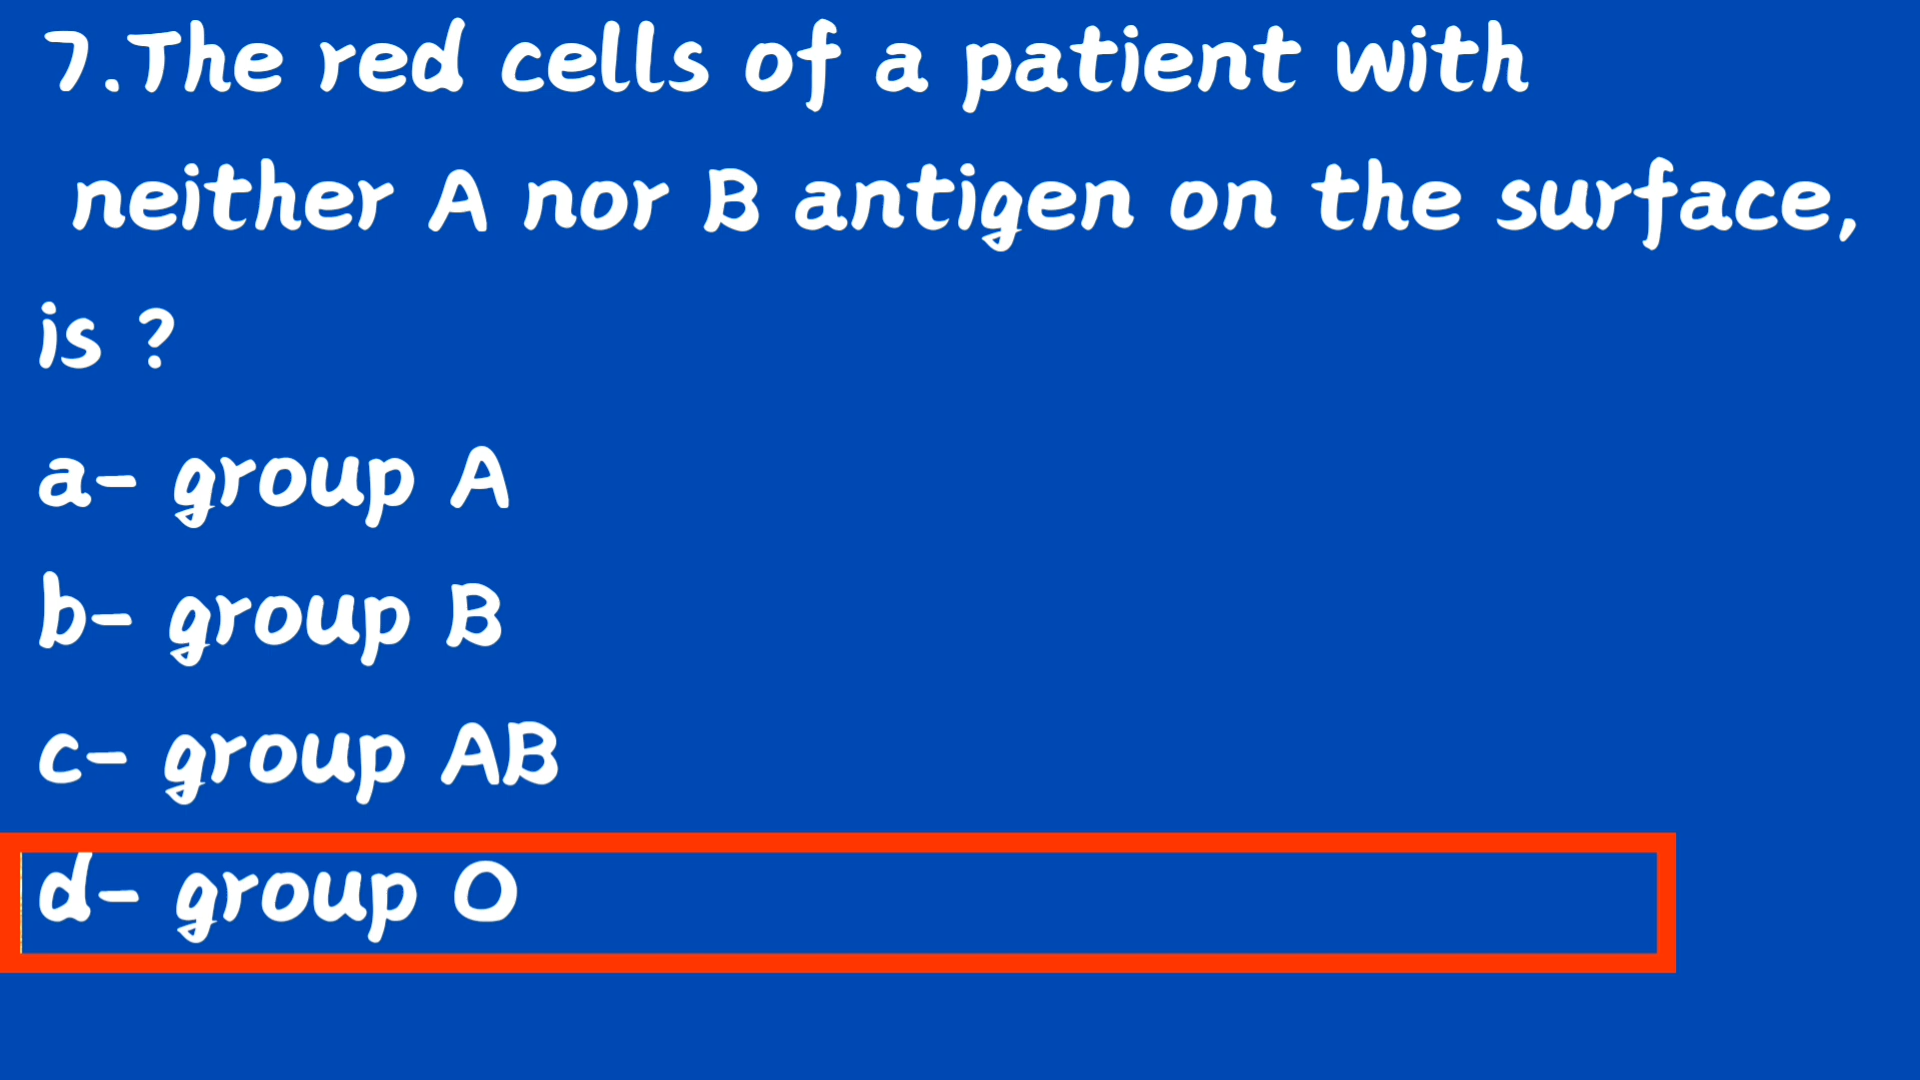 7.The red cells of a patient with
neither A nor B antigen on the surface,
is ?
a- group A
b- group B
c- group AB
d- group O